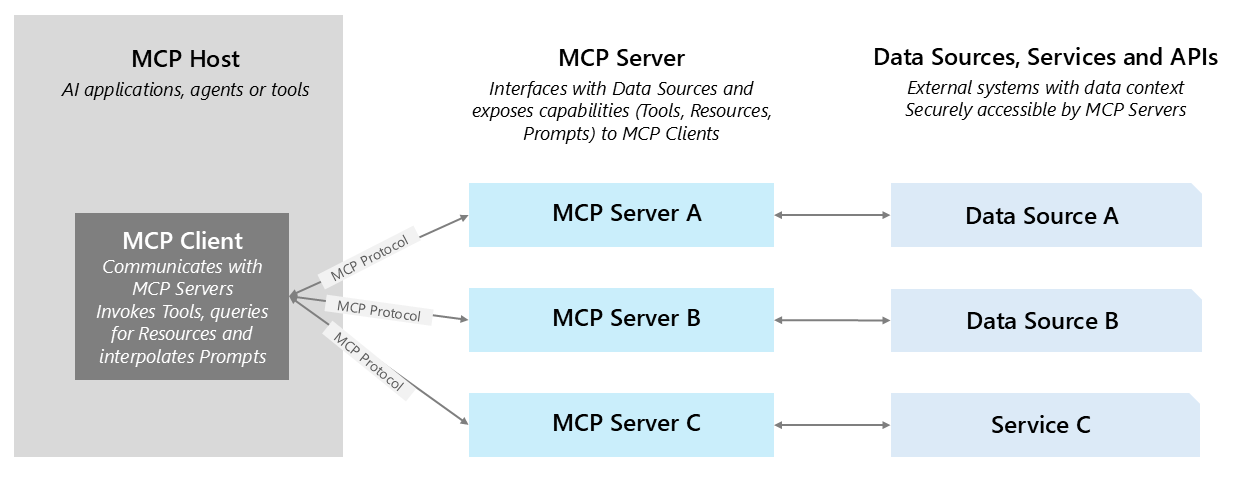 MCP Host
AI applications, agents or tools
MCP Client
Communicates with
MCP Servers
Invokes Tools, queries
for Resources and
interpolates Prompts
MCP Protocol
MCP Protocol
MCP Protocol
MCP Server
Interfaces with Data Sources and
exposes capabilities (Tools, Resources,
Prompts) to MCP Clients
MCP Server A
MCP Server B
MCP Server C
Data Sources, Services and APIs
External systems with data context
Securely accessible by MCP Servers
Data Source A
Data Source B
Service C